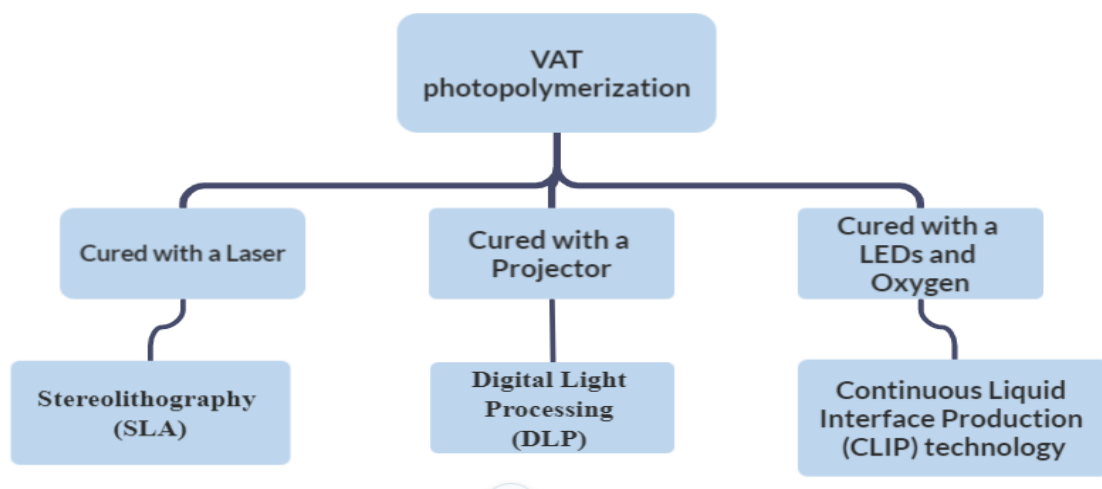 VAT
photopolymerization
Cured with a Laser
Cured with a
Projector
Cured with a
LEDs and
Oxygen
Stereolithography
(SLA)
Digital Light
Processing
(DLP)
Continuous Liquid
Interface Production
(CLIP) technology